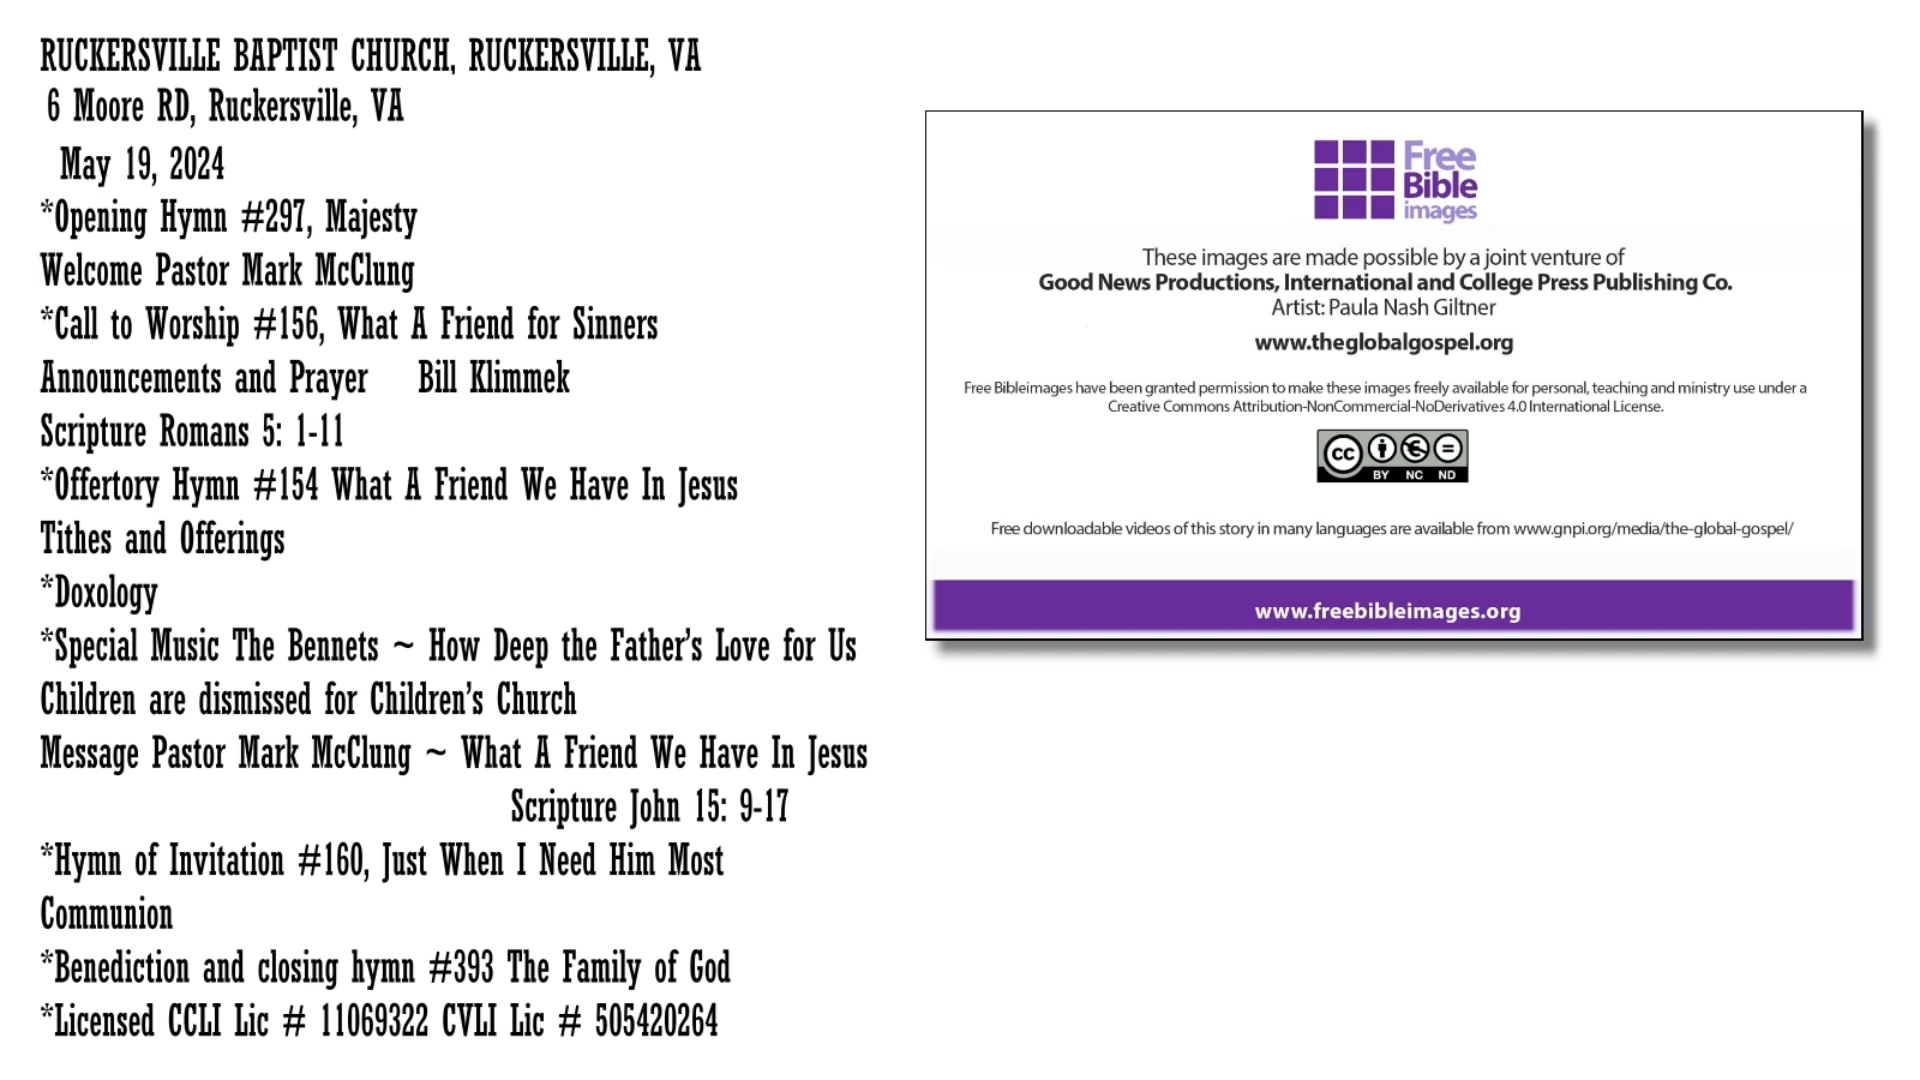 RUCKERSVILLE BAPTIST CHURCH, RUCKERSVILLE, VA
6 Moore RD, Ruckersville, VA
May 19, 2024
*Opening Hymn #297, Majesty
Welcome Pastor Mark McClung
*Call to Worship #156, What A Friend for Sinners
Announcements and Prayer Bill Klimmek
Scripture Romans 5: 1-11
*Offertory Hymn #154 What A Friend We Have In Jesus
Tithes and Offerings
*Doxology
*Special Music The Bennets ~ How Deep the Father's Love for Us
Children are dismissed for Children's Church
Message Pastor Mark McClung ~ What A Friend We Have In Jesus
Scripture John 15: 9-17
*Hymn of Invitation #160, Just When I Need Him Most
Communion
*Benediction and closing hymn #393 The Family of God
*Licensed CCLI Lic # 11069322 CVLI Lic # 505420264
Free
Bible
images
These images are made possible by a joint venture of
Good News Productions, International and College Press Publishing Co.
Artist: Paula Nash Giltner
www.theglobalgospel.org
Free Bibleimages have been granted permission to make these images freely available for personal, teaching and ministry use under a
Creative Commons Attribution-NonCommercial-NoDerivatives 4.0 International License.
cc
BY NC ND
Free downloadable videos of this story in many languages are available from www.gnpi.org/media/the-global-gospel/
www.freebibleimages.org